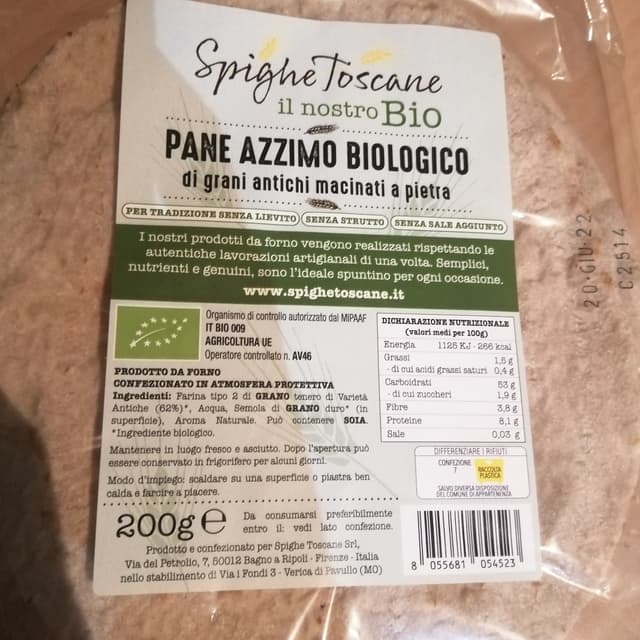 Spighe Toscane
il nostro Bio
PANE AZZIMO BIOLOGICO
di grani antichi macinati a pietra
PER TRADIZIONE SENZA LIEVITO SENZA STRUTTO SENZA SALE AGGIUNTO
I nostri prodotti da forno vengono realizzati rispettando le
autentiche lavorazioni artigianali di una volta. Semplici,
nutrienti e genuini, sono l'ideale spuntino per ogni occasione.
www.spighetoscane.it
Organismo di controllo autorizzato dal MIPAAF
IT BIO 009
AGRICOLTURA UE
Operatore controllato n. AV46
PRODOTTO DA FORNO
CONFEZIONATO IN ATMOSFERA PROTETTIVA
Ingredienti: Farina tipo 2 di GRANO tenero di Varietà
Antiche (62%)*, Acqua, Semola di GRANO duro* (in
superficie), Aroma Naturale. Può contenere SOIA.
*Ingrediente biologico.
Mantenere in luogo fresco e asciutto. Dopo l'apertura può
essere conservato in frigorifero per alcuni giorni.
Modo d'impiego: scaldare su una superficie o piastra ben
calda e farcire a piacere.
DICHIARAZIONE NUTRIZIONALE
(valori medi per 100g)
Energia 1125 KJ - 266 kcal
Grassi 1,5 g
- di cui acidi grassi saturi 0,4 g
Carboidrati 53 g
- di cui zuccheri 1,9 g
Fibre 3,8 g
Proteine 8,1 g
Sale 0,03 g
DIFFERENZIARE I RIFIUTI
CONFEZIONE
7
RACCOLTA
PLASTICA
SALVO DIVERSA DISPOSIZIONE
DEL COMUNE DI APPARTENENZA
200g e
Da consumarsi preferibilmente
entro il: vedi lato confezione.
Prodotto e confezionato per Spighe Toscane Srl,
Via del Petrolio, 7, 50012 Bagno a Ripoli - Firenze - Italia
nello stabilimento di Via i Fondi 3 - Verica di Pavullo (MO)
8 055681 054523
20·GIU·22
C2514